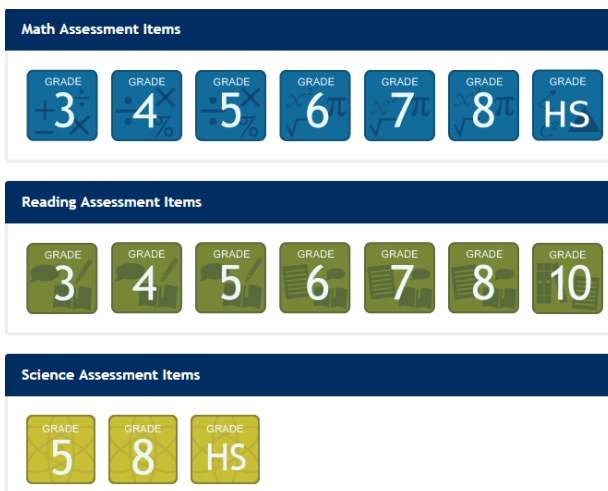 Math Assessment Items
GRADE GRADE GRADE GRADE GRADE GRADE GRADE
3 4 5 6 7 8 HS
Reading Assessment Items
GRADE GRADE GRADE GRADE GRADE GRADE GRADE
3 4 5 6 7 8 10
Science Assessment Items
GRADE GRADE GRADE
5 8 HS